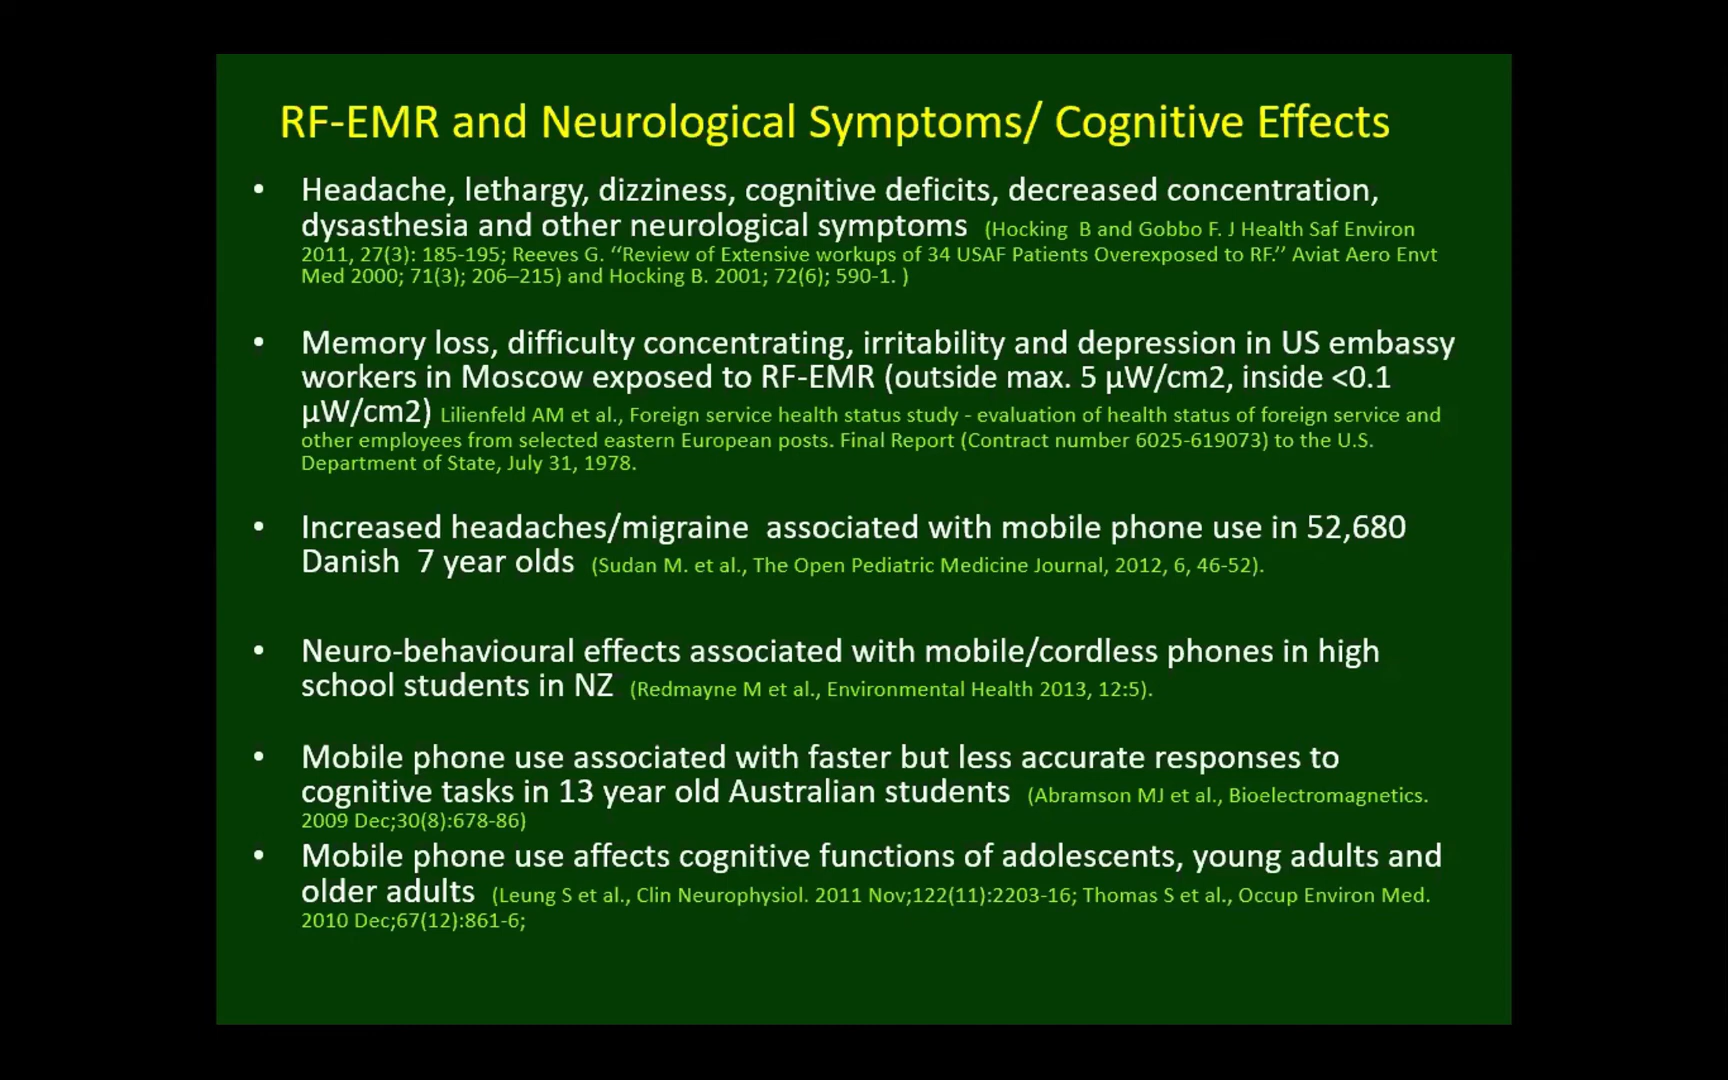 RF-EMR and Neurological Symptoms/ Cognitive Effects
• Headache, lethargy, dizziness, cognitive deficits, decreased concentration,
dysasthesia and other neurological symptoms (Hocking B and Gobbo F. J Health Saf Environ
2011, 27(3): 185-195; Reeves G. ‘‘Review of Extensive workups of 34 USAF Patients Overexposed to RF.’’ Aviat Aero Envt
Med 2000; 71(3); 206–215) and Hocking B. 2001; 72(6); 590-1. )
• Memory loss, difficulty concentrating, irritability and depression in US embassy
workers in Moscow exposed to RF-EMR (outside max. 5 µW/cm2, inside <0.1
µW/cm2) Lilienfeld AM et al., Foreign service health status study - evaluation of health status of foreign service and
other employees from selected eastern European posts. Final Report (Contract number 6025-619073) to the U.S.
Department of State, July 31, 1978.
• Increased headaches/migraine associated with mobile phone use in 52,680
Danish 7 year olds (Sudan M. et al., The Open Pediatric Medicine Journal, 2012, 6, 46-52).
• Neuro-behavioural effects associated with mobile/cordless phones in high
school students in NZ (Redmayne M et al., Environmental Health 2013, 12:5).
• Mobile phone use associated with faster but less accurate responses to
cognitive tasks in 13 year old Australian students (Abramson MJ et al., Bioelectromagnetics.
2009 Dec;30(8):678-86)
• Mobile phone use affects cognitive functions of adolescents, young adults and
older adults (Leung S et al., Clin Neurophysiol. 2011 Nov;122(11):2203-16; Thomas S et al., Occup Environ Med.
2010 Dec;67(12):861-6;